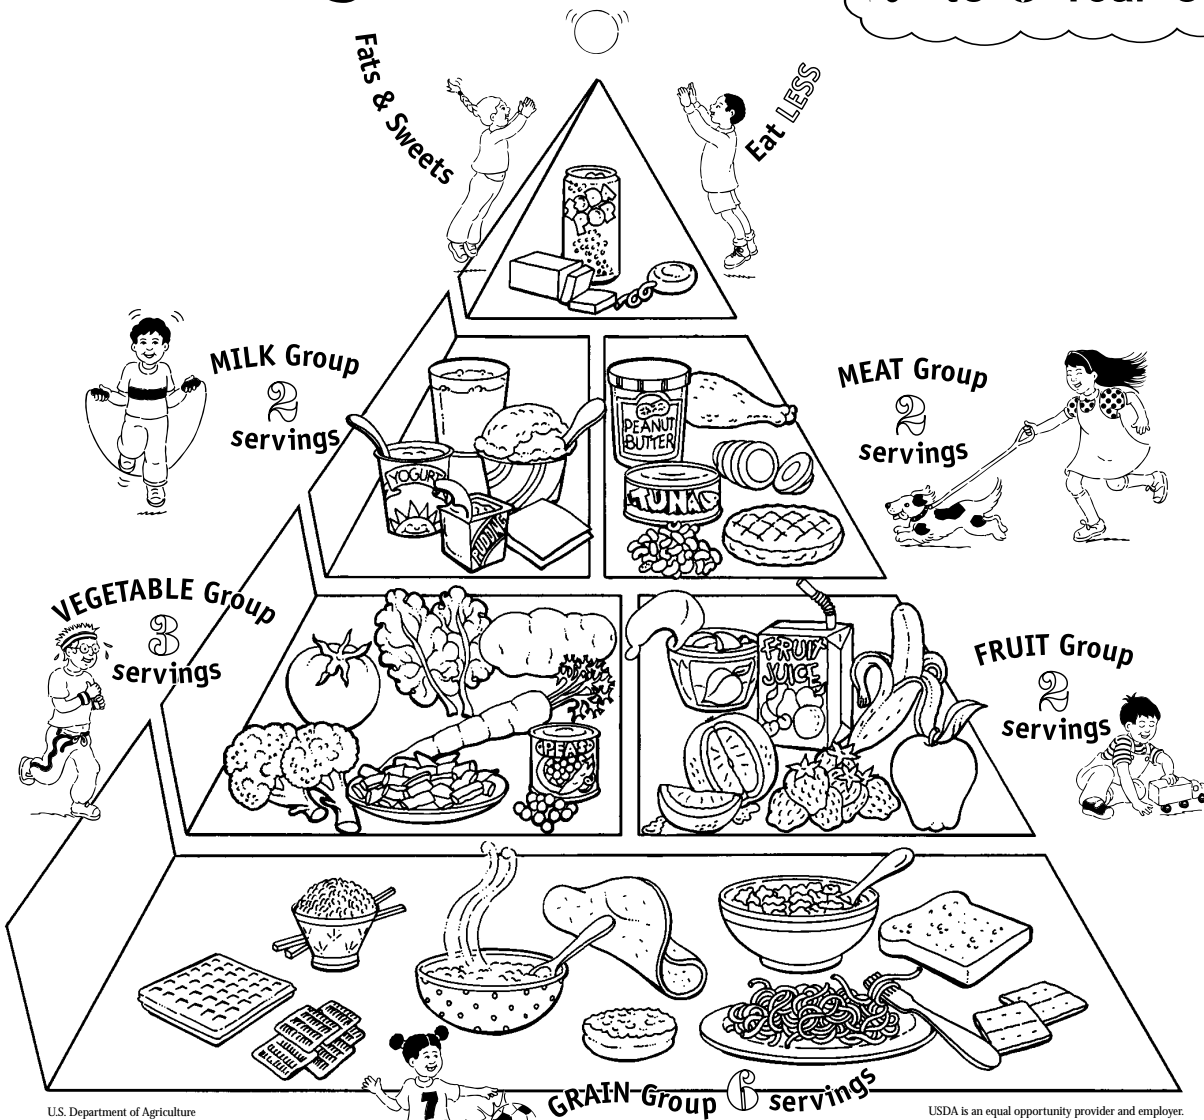 Fats & Sweets
Eat LESS
SODA
POP
MILK Group
2
servings
MEAT Group
2
servings
YOGURT
PUDDING
PEANUT
BUTTER
TUNA
VEGETABLE Group
3
servings
FRUIT Group
2
servings
PEAS
FRUIT
JUICE
7
GRAIN Group 6 servings
U.S. Department of Agriculture
USDA is an equal opportunity provider and employer.